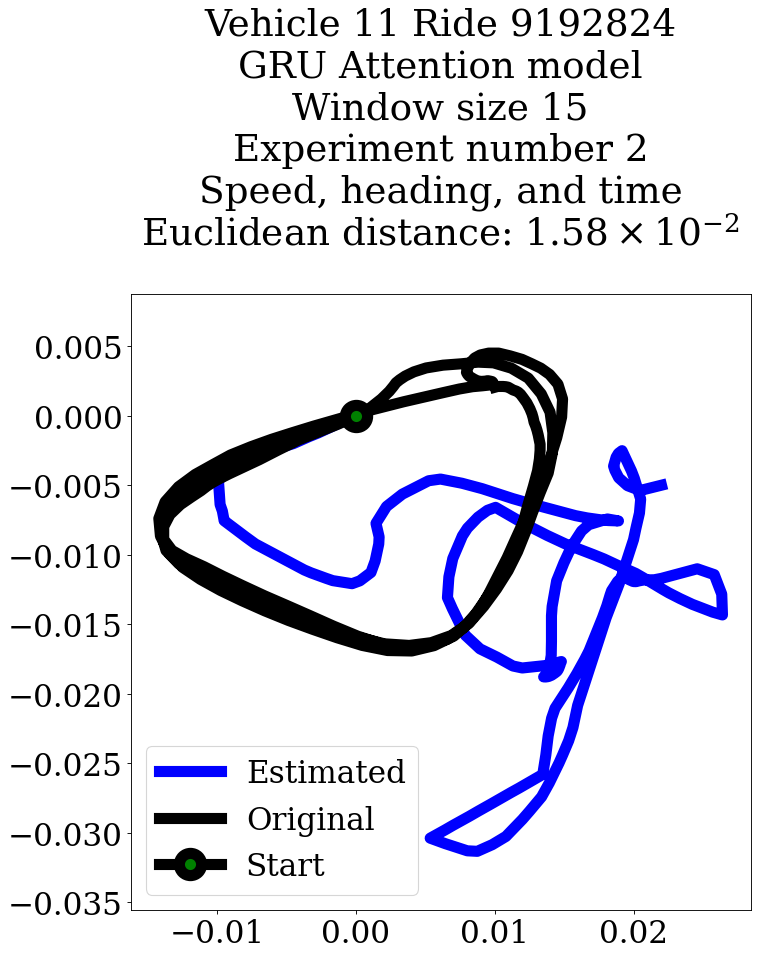 Vehicle 11 Ride 9192824
GRU Attention model
Window size 15
Experiment number 2
Speed, heading, and time
Euclidean distance: 1.58 × 10⁻²
0.005
0.000
−0.005
−0.010
−0.015
−0.020
−0.025
−0.030
−0.035
Estimated
Original
Start
−0.01 0.00 0.01 0.02